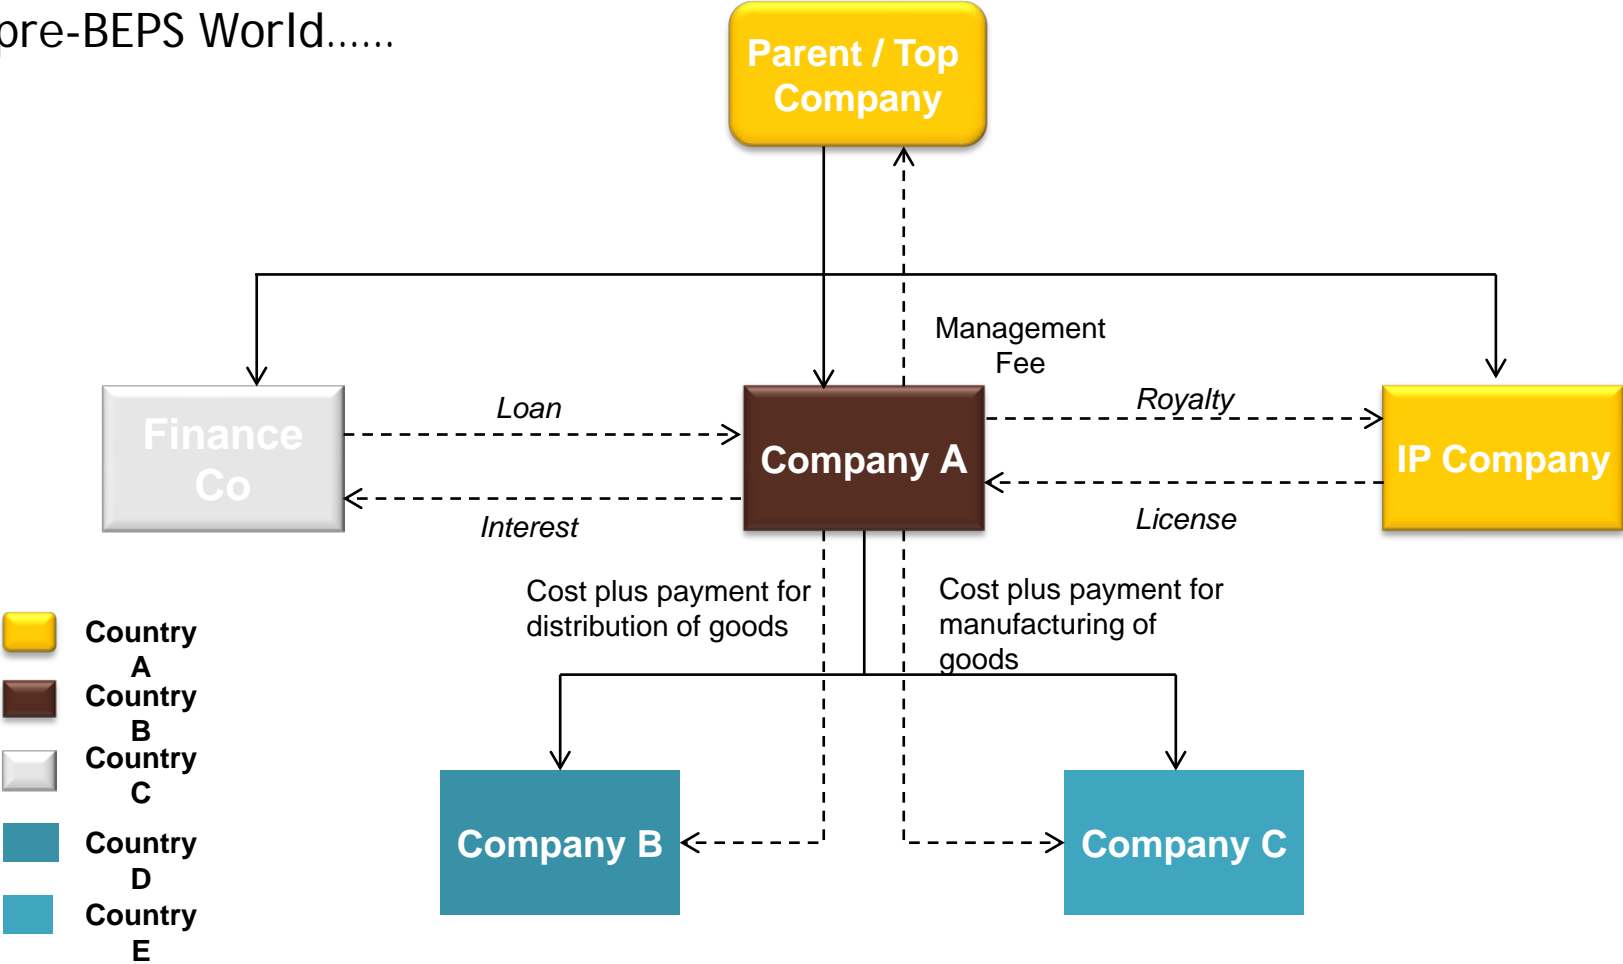 pre-BEPS World......
Parent / Top
Company
Management
Fee
Loan
Royalty
Finance
Co
Company A
IP Company
Interest
License
Cost plus payment for
distribution of goods
Cost plus payment for
manufacturing of
goods
Country
A
Country
B
Country
C
Country
D
Country
E
Company B
Company C